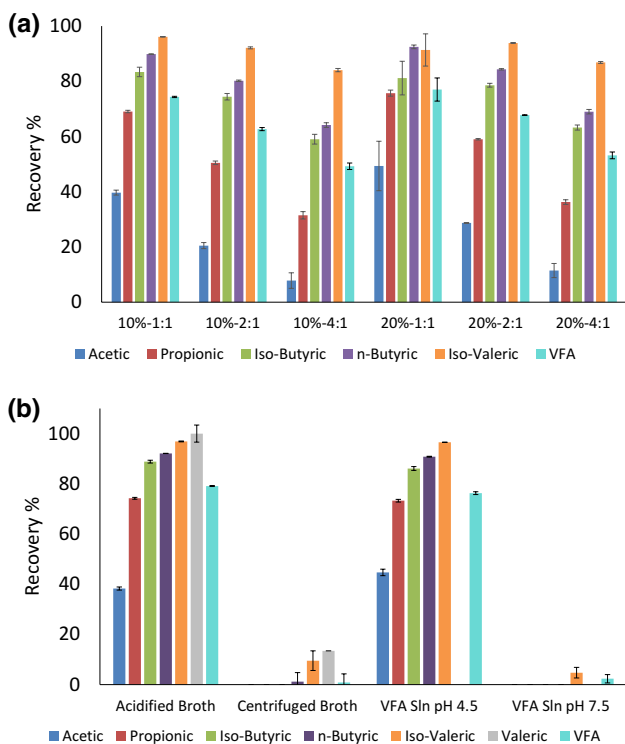 (a)
100
80
60
40
20
0
Recovery %
10%-1:1 10%-2:1 10%-4:1 20%-1:1 20%-2:1 20%-4:1
Acetic Propionic Iso-Butyric n-Butyric Iso-Valeric VFA
(b)
100
80
60
40
20
0
Recovery %
Acidified Broth Centrifuged Broth VFA Sln pH 4.5 VFA Sln pH 7.5
Acetic Propionic Iso-Butyric n-Butyric Iso-Valeric Valeric VFA